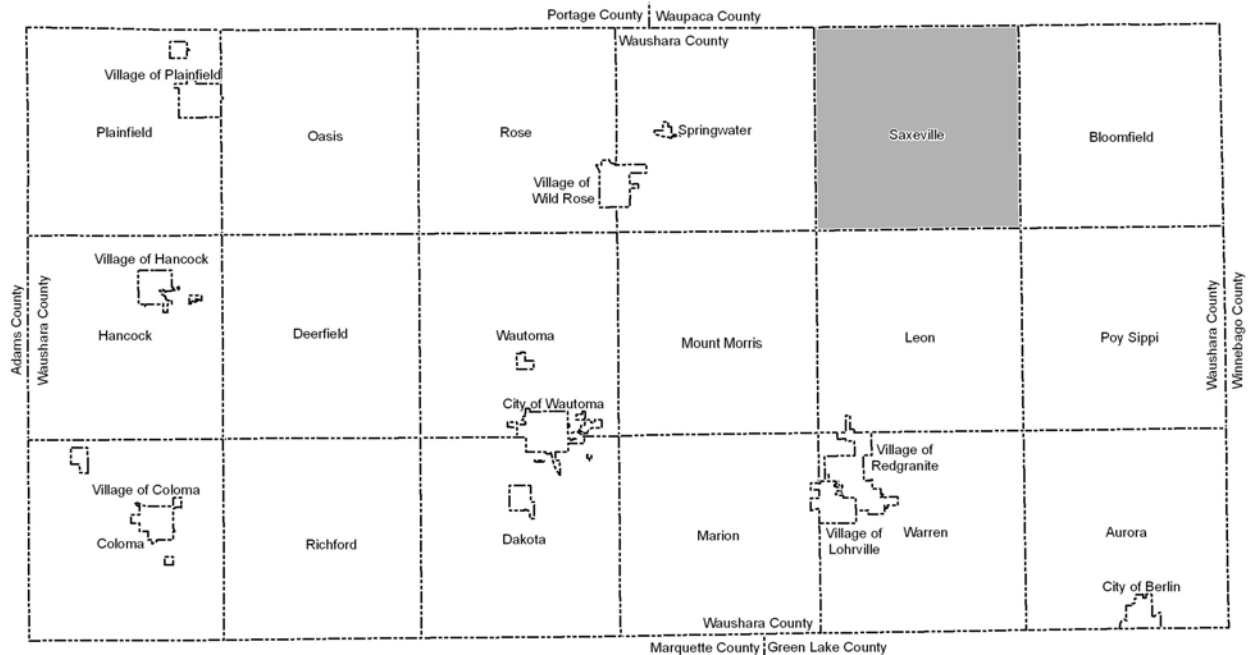 Portage County Waupaca County
Waushara County
Village of Plainfield
Plainfield
Oasis
Rose
Springwater
Saxeville
Bloomfield
Village of
Wild Rose
Adams County
Waushara County
Village of Hancock
Hancock
Deerfield
Wautoma
City of Wautoma
Mount Morris
Leon
Poy Sippi
Waushara County
Winnebago County
Village of Coloma
Coloma
Richford
Dakota
Marion
Village of
Redgranite
Village of
Lohrville
Warren
Aurora
City of Berlin
Waushara County
Marquette County Green Lake County